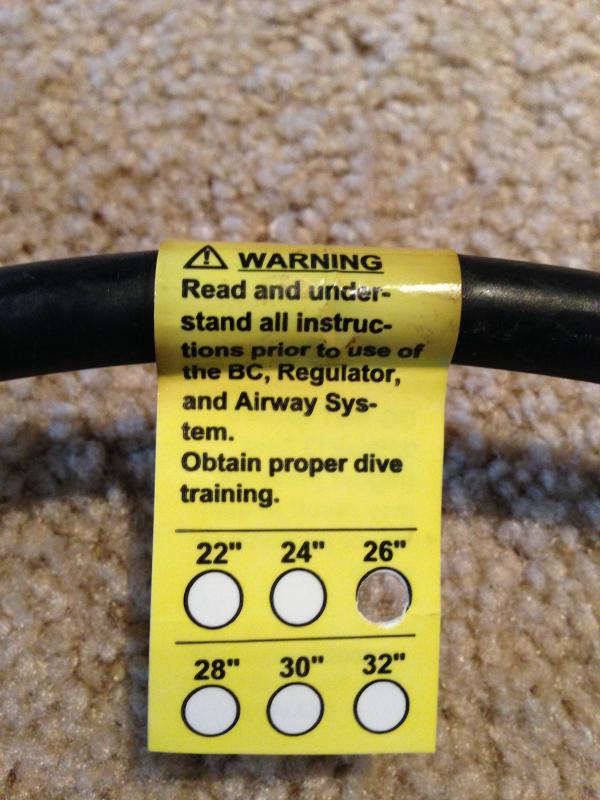 ⚠ WARNING
Read and under-
stand all instruc-
tions prior to use of
the BC, Regulator,
and Airway Sys-
tem.
Obtain proper dive
training.
22" 24" 26"
28" 30" 32"